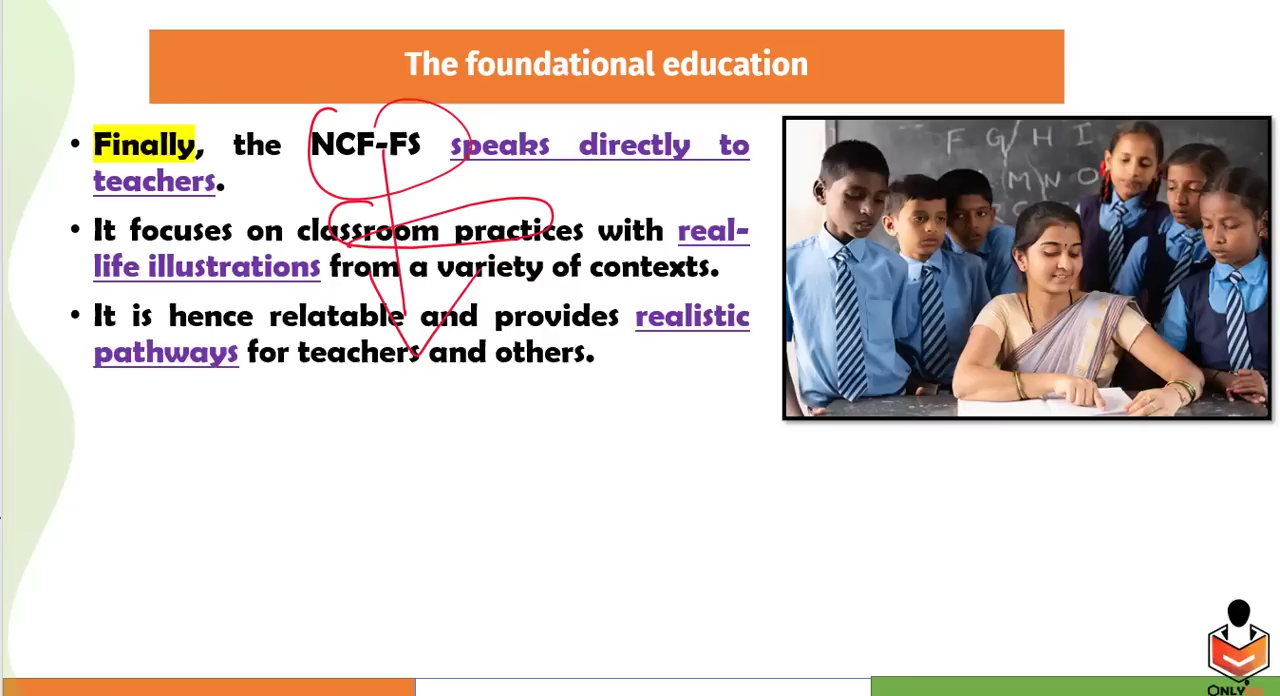 The foundational education
• Finally, the NCF-FS speaks directly to
teachers.
• It focuses on classroom practices with real-
life illustrations from a variety of contexts.
• It is hence relatable and provides realistic
pathways for teachers and others.
F G H I
M N O